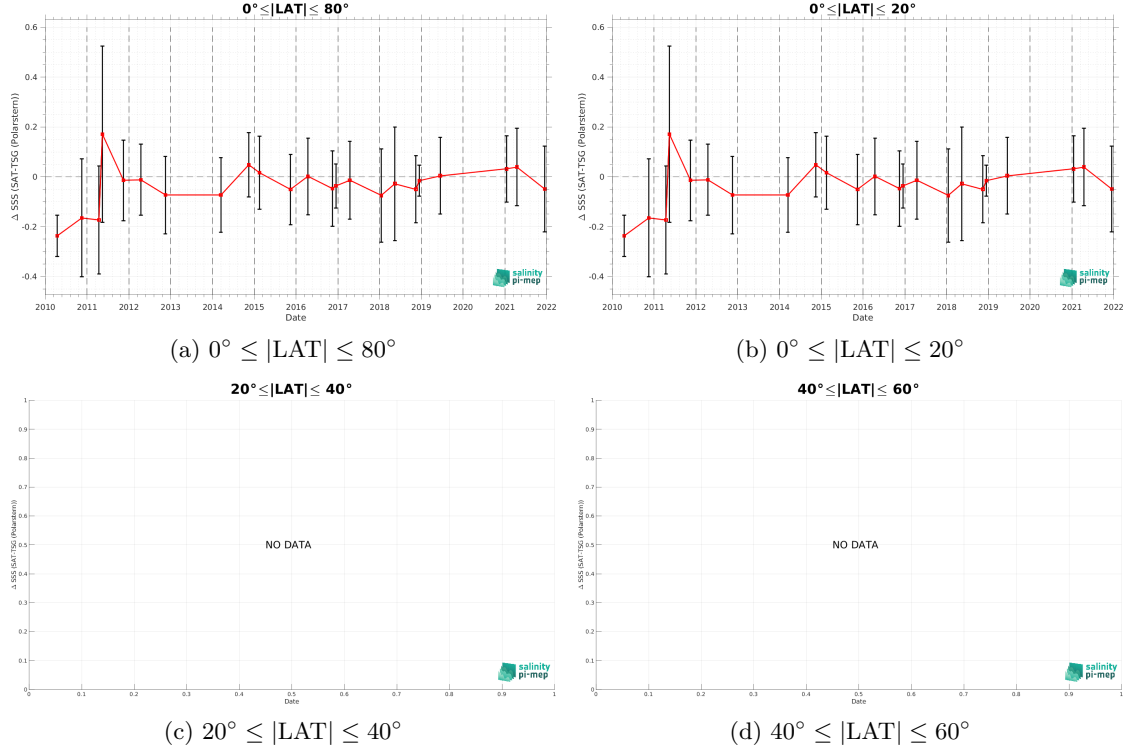 0°≤|LAT|≤ 80°
0.6
0.4
0.2
0
-0.2
-0.4
Δ SSS (SAT-TSG (Polarstern))
2010 2011 2012 2013 2014 2015 2016 2017 2018 2019 2020 2021 2022
Date
salinity
pi-mep
(a) 0° ≤ |LAT| ≤ 80°
0°≤|LAT|≤ 20°
0.6
0.4
0.2
0
-0.2
-0.4
Δ SSS (SAT-TSG (Polarstern))
2010 2011 2012 2013 2014 2015 2016 2017 2018 2019 2020 2021 2022
Date
salinity
pi-mep
(b) 0° ≤ |LAT| ≤ 20°
20°≤|LAT|≤ 40°
1
0.9
0.8
0.7
0.6
0.5
0.4
0.3
0.2
0.1
0
Δ SSS (SAT-TSG (Polarstern))
NO DATA
0 0.1 0.2 0.3 0.4 0.5 0.6 0.7 0.8 0.9 1
Date
salinity
pi-mep
(c) 20° ≤ |LAT| ≤ 40°
40°≤|LAT|≤ 60°
1
0.9
0.8
0.7
0.6
0.5
0.4
0.3
0.2
0.1
0
Δ SSS (SAT-TSG (Polarstern))
NO DATA
0 0.1 0.2 0.3 0.4 0.5 0.6 0.7 0.8 0.9 1
Date
salinity
pi-mep
(d) 40° ≤ |LAT| ≤ 60°